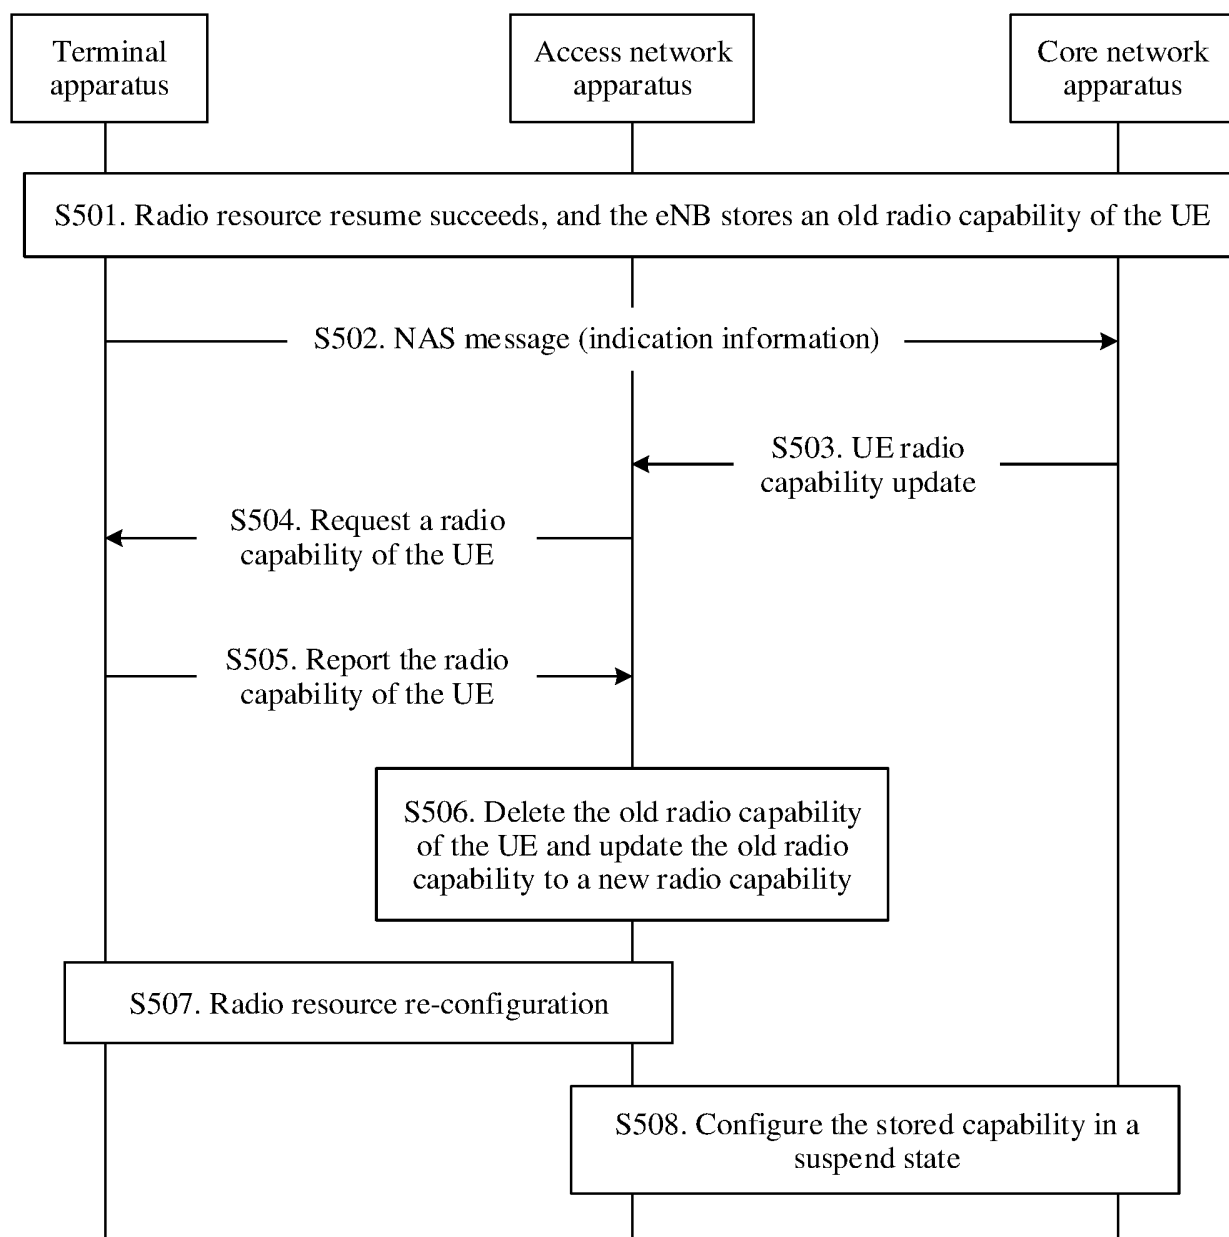 Terminal
apparatus
Access network
apparatus
Core network
apparatus
S501. Radio resource resume succeeds, and the eNB stores an old radio capability of the UE
S502. NAS message (indication information)
S503. UE radio
capability update
S504. Request a radio
capability of the UE
S505. Report the radio
capability of the UE
S506. Delete the old radio capability
of the UE and update the old radio
capability to a new radio capability
S507. Radio resource re-configuration
S508. Configure the stored capability in a
suspend state